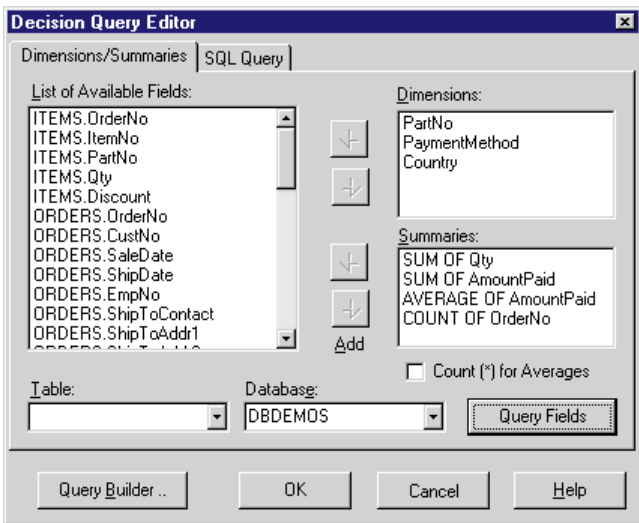 Decision Query Editor
Dimensions/Summaries
SQL Query
List of Available Fields:
ITEMS.OrderNo
ITEMS.ItemNo
ITEMS.PartNo
ITEMS.Qty
ITEMS.Discount
ORDERS.OrderNo
ORDERS.CustNo
ORDERS.SaleDate
ORDERS.ShipDate
ORDERS.EmpNo
ORDERS.ShipToContact
ORDERS.ShipToAddr1
Add
Dimensions:
PartNo
PaymentMethod
Country
Summaries:
SUM OF Qty
SUM OF AmountPaid
AVERAGE OF AmountPaid
COUNT OF OrderNo
Count (*) for Averages
Table:
Database:
DBDEMOS
Query Fields
Query Builder ..
OK
Cancel
Help